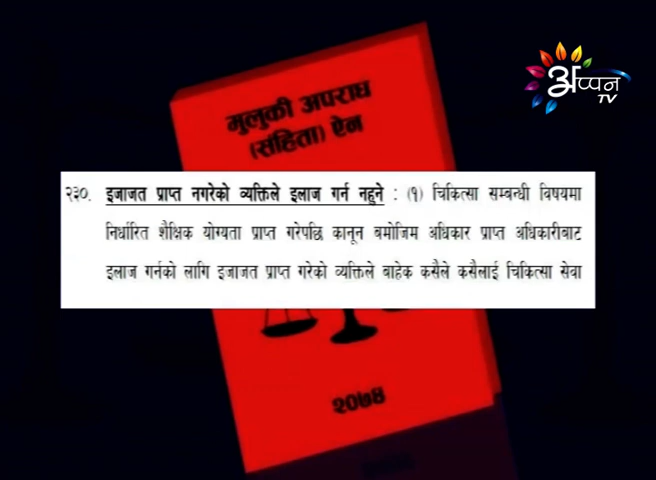 अप्पन
TV
मुलुकी अपराध
(संहिता) ऐन
२३०. इजाजत प्राप्त नगरेको व्यक्तिले इलाज गर्न नहुने : (१) चिकित्सा सम्बन्धी विषयमा
निर्धारित शैक्षिक योग्यता प्राप्त गरेपछि कानून बमोजिम अधिकार प्राप्त अधिकारीबाट
इलाज गर्नको लागि इजाजत प्राप्त गरेको व्यक्तिले बाहेक कसैले कसैलाई चिकित्सा सेवा
२०७४